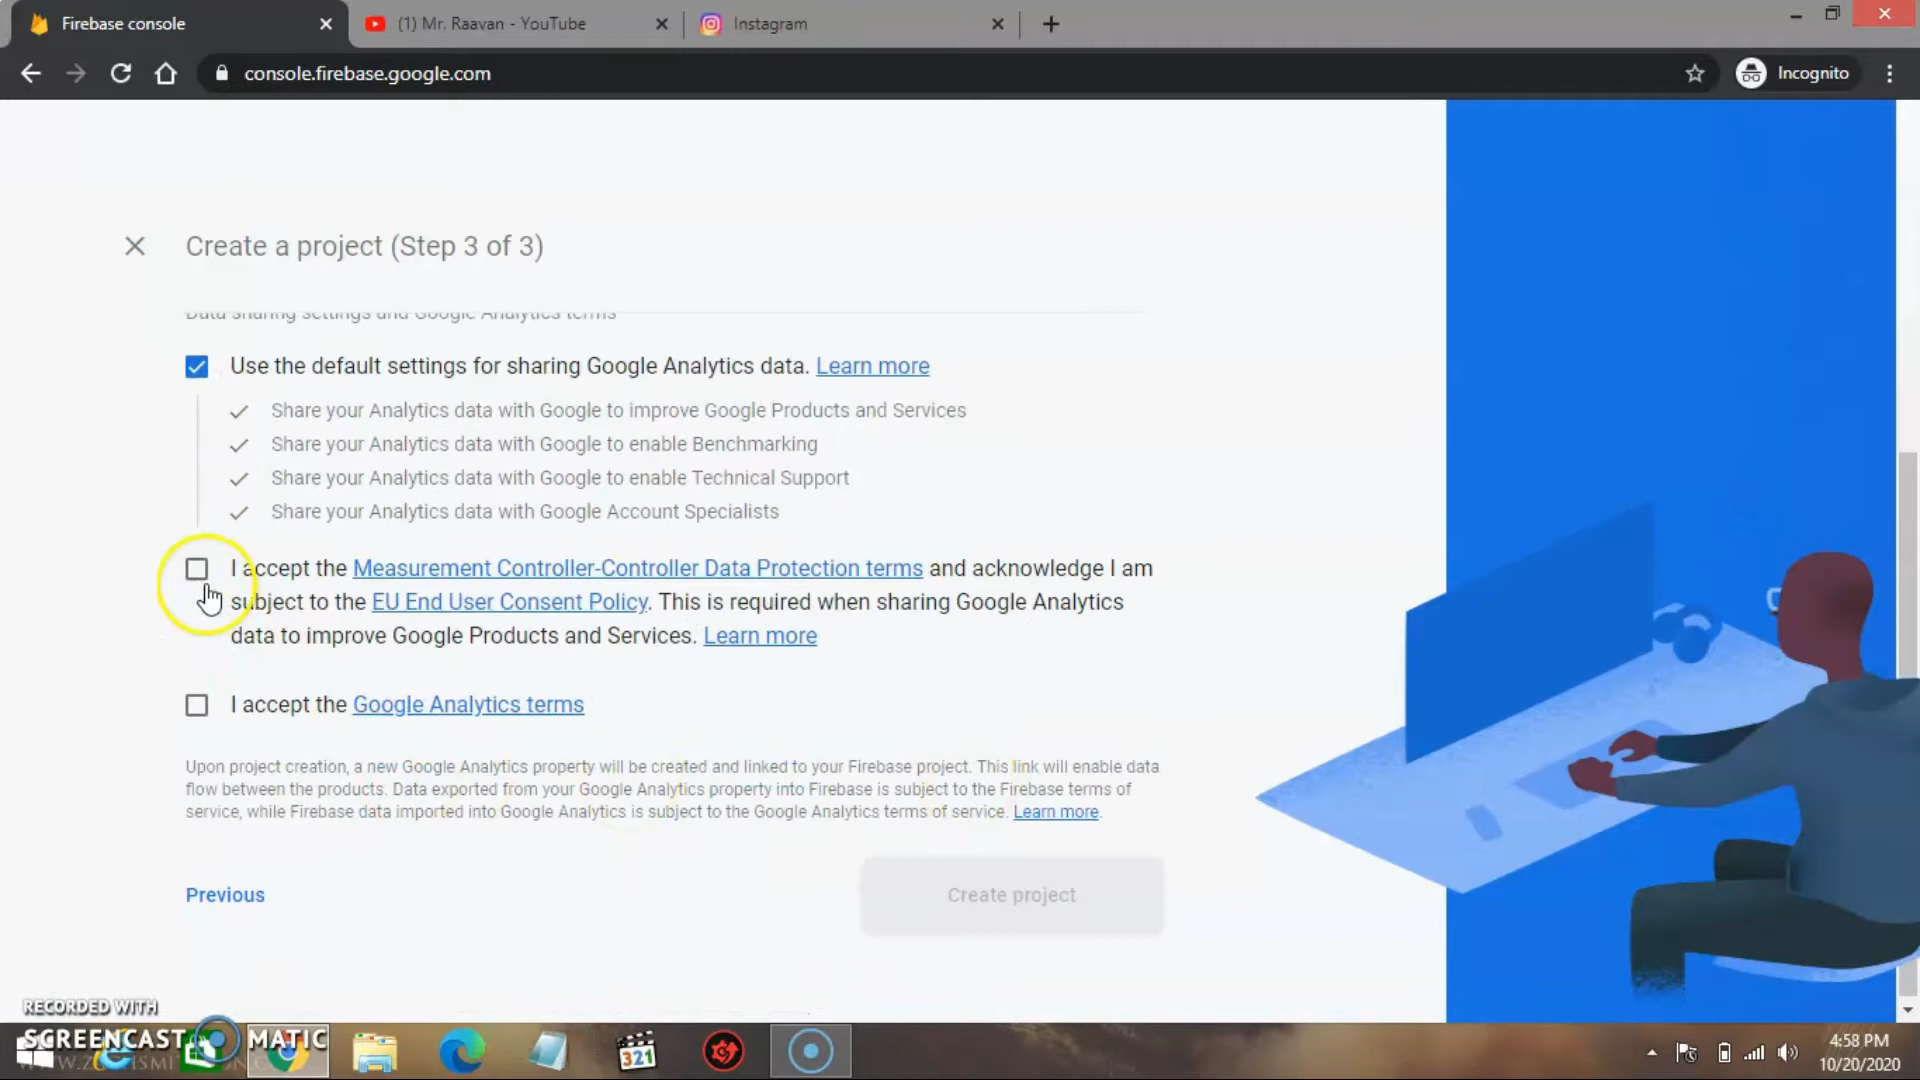 Firebase console
(1) Mr. Raavan - YouTube
Instagram
console.firebase.google.com
Incognito
Create a project (Step 3 of 3)
Data sharing settings and Google Analytics terms
Use the default settings for sharing Google Analytics data. Learn more
Share your Analytics data with Google to improve Google Products and Services
Share your Analytics data with Google to enable Benchmarking
Share your Analytics data with Google to enable Technical Support
Share your Analytics data with Google Account Specialists
I accept the Measurement Controller-Controller Data Protection terms and acknowledge I am
subject to the EU End User Consent Policy. This is required when sharing Google Analytics
data to improve Google Products and Services. Learn more
I accept the Google Analytics terms
Upon project creation, a new Google Analytics property will be created and linked to your Firebase project. This link will enable data
flow between the products. Data exported from your Google Analytics property into Firebase is subject to the Firebase terms of
service, while Firebase data imported into Google Analytics is subject to the Google Analytics terms of service. Learn more.
Previous
Create project
RECORDED WITH
SCREENCAST MATIC
321
4:58 PM
10/20/2020